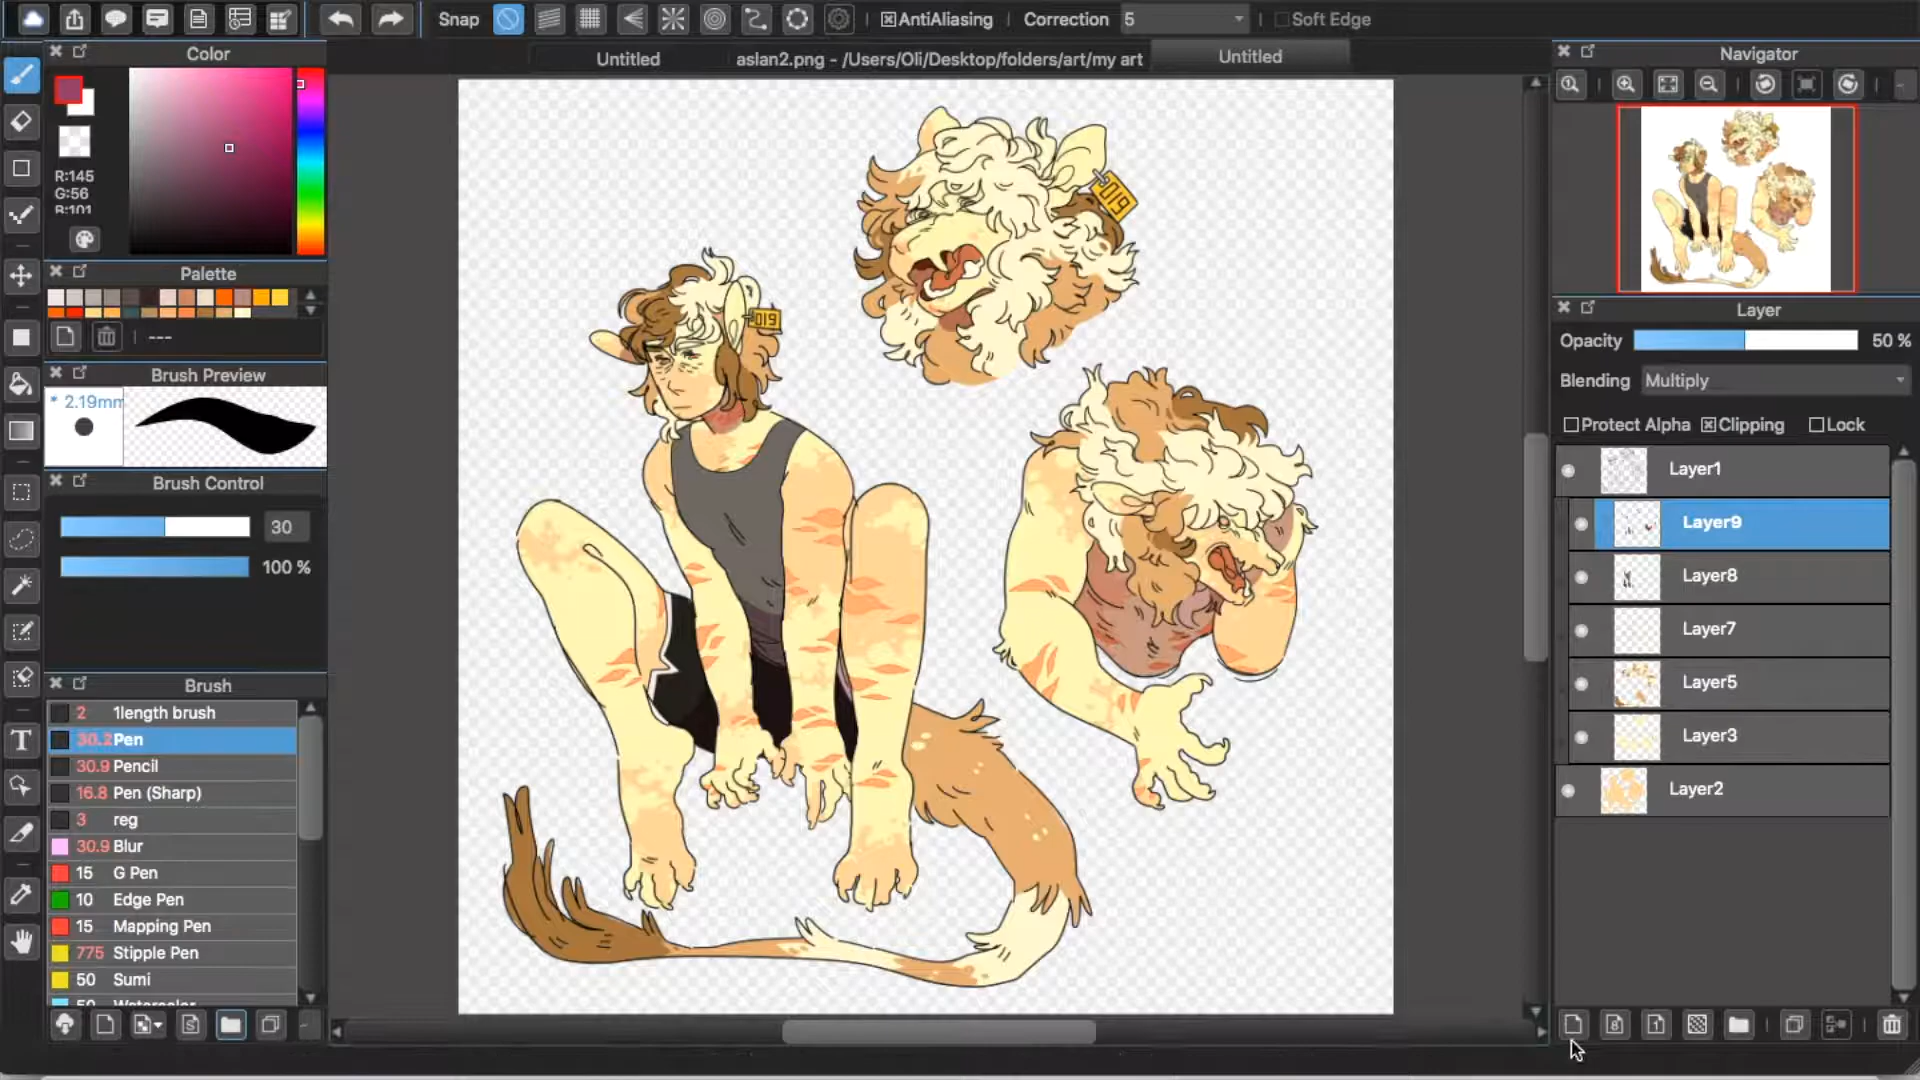 Snap
AntiAliasing
Correction
5
Soft Edge
Untitled
aslan2.png - /Users/Oli/Desktop/folders/art/my art
Untitled
Color
R:145
G:56
B:101
Palette
---
Brush Preview
* 2.19mm
Brush Control
30
100 %
Brush
2 1length brush
30.2 Pen
30.9 Pencil
16.8 Pen (Sharp)
3 reg
30.9 Blur
15 G Pen
10 Edge Pen
15 Mapping Pen
775 Stipple Pen
50 Sumi
50 Watercolor
019
019
Navigator
Layer
Opacity
50 %
Blending
Multiply
Protect Alpha
Clipping
Lock
Layer1
Layer9
Layer8
Layer7
Layer5
Layer3
Layer2